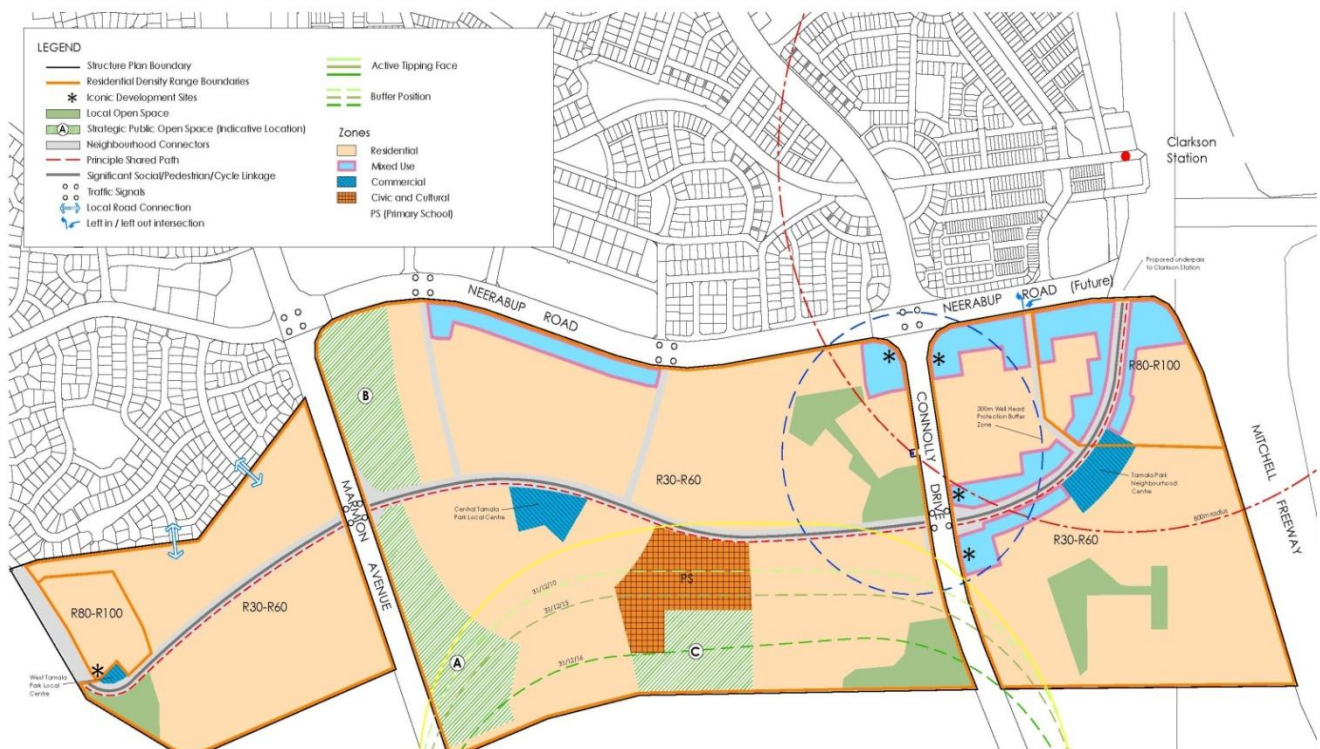 LEGEND
Structure Plan Boundary
Residential Density Range Boundaries
Iconic Development Sites
Local Open Space
A
Strategic Public Open Space (Indicative Location)
Neighbourhood Connectors
Principle Shared Path
Significant Social/Pedestrian/Cycle Linkage
Traffic Signals
Local Road Connection
Left in / left out intersection
Active Tipping Face
Buffer Position
Zones
Residential
Mixed Use
Commercial
Civic and Cultural
PS (Primary School)
Clarkson
Station
Proposed underpass
to Clarkson Station
NEERABUP ROAD
NEERABUP ROAD (Future)
B
R80-R100
300m Well Head
Protection Buffer
Zone
CONNOLLY DRIVE
MITCHELL FREEWAY
R30-R60
Tamala Park
Neighbourhood
Centre
Central Tamala
Park Local Centre
MARMION AVENUE
800m radius
R30-R60
PS
31/12/10
31/12/13
31/12/16
R80-R100
R30-R60
C
A
West Tamala
Park Local
Centre